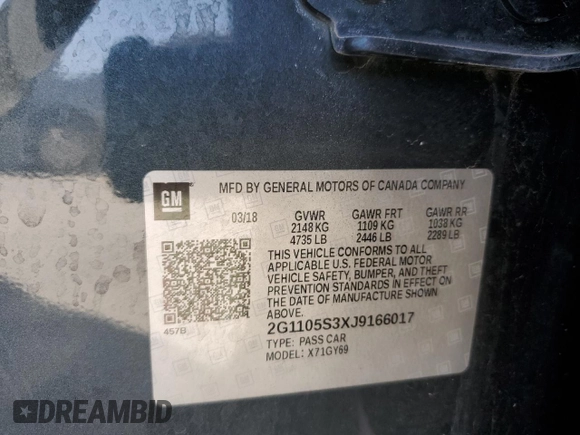 GM
MFD BY GENERAL MOTORS OF CANADA COMPANY
03/18 GVWR GAWR FRT GAWR RR
2148 KG 1109 KG 1038 KG
4735 LB 2446 LB 2289 LB
THIS VEHICLE CONFORMS TO ALL
APPLICABLE U.S. FEDERAL MOTOR
VEHICLE SAFETY, BUMPER, AND THEFT
PREVENTION STANDARDS IN EFFECT ON
THE DATE OF MANUFACTURE SHOWN
ABOVE.
457B
2G1105S3XJ9166017
TYPE: PASS CAR
MODEL: X71GY69
DREAMBID